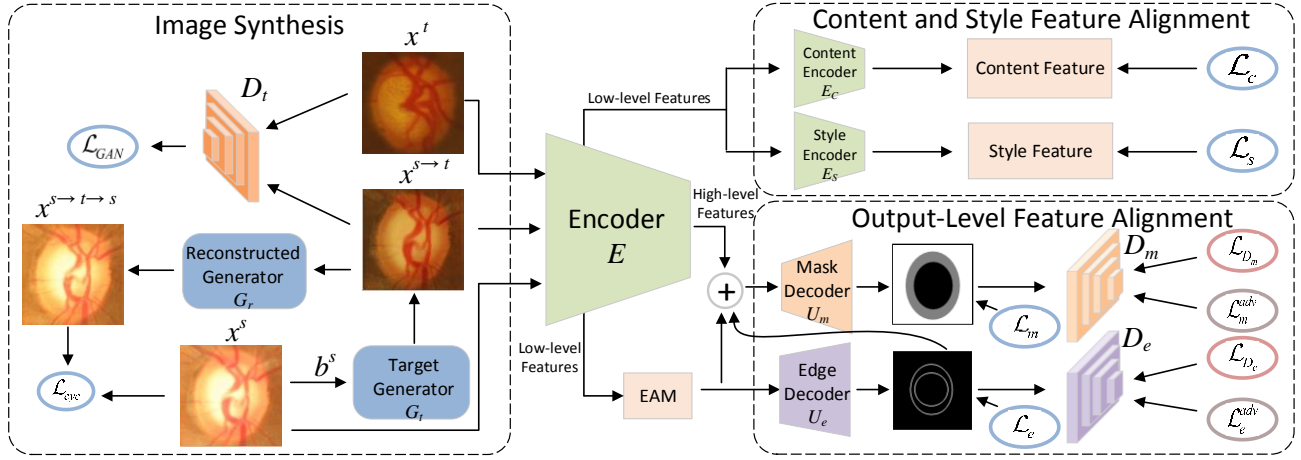 Image Synthesis
x^t
D_t
ℒ_GAN
x^{s→t}
x^{s→t→s}
Reconstructed
Generator
G_r
x^s
b^s
Target
Generator
G_t
ℒ_cyc
Encoder
E
Low-level Features
High-level
Features
Low-level
Features
EAM
Content and Style Feature Alignment
Content
Encoder
E_C
Content Feature
ℒ_c
Style
Encoder
E_S
Style Feature
ℒ_s
Output-Level Feature Alignment
Mask
Decoder
U_m
ℒ_m
D_m
ℒ_{D_m}
ℒ_m^{adv}
Edge
Decoder
U_e
ℒ_e
D_e
ℒ_{D_e}
ℒ_e^{adv}
+